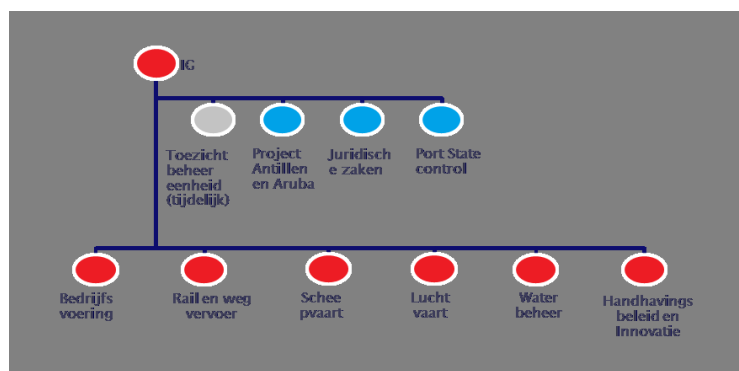 IG
Toezicht
beheer
eenheid
(tijdelijk)
Project
Antillen
en Aruba
Juridisch
e zaken
Port State
control
Bedrijfs
voering
Rail en weg
vervoer
Schee
pvaart
Lucht
vaart
Water
beheer
Handhavings
beleid en
Innovatie